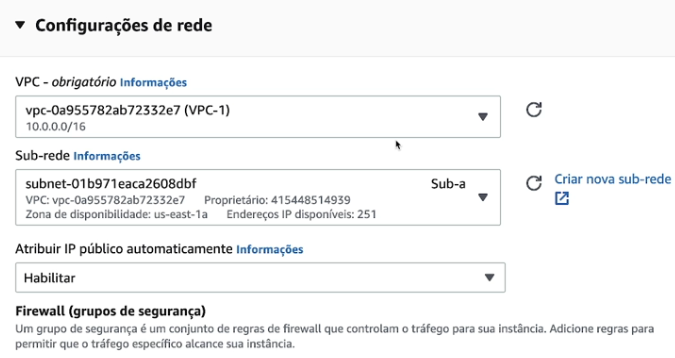 Configurações de rede
VPC - obrigatório Informações
vpc-0a955782ab72332e7 (VPC-1)
10.0.0.0/16
Sub-rede Informações
subnet-01b971eaca2608dbf Sub-a
VPC: vpc-0a955782ab72332e7 Proprietário: 415448514939
Zona de disponibilidade: us-east-1a Endereços IP disponíveis: 251
Criar nova sub-rede
Atribuir IP público automaticamente Informações
Habilitar
Firewall (grupos de segurança)
Um grupo de segurança é um conjunto de regras de firewall que controlam o tráfego para sua instância. Adicione regras para
permitir que o tráfego específico alcance sua instância.